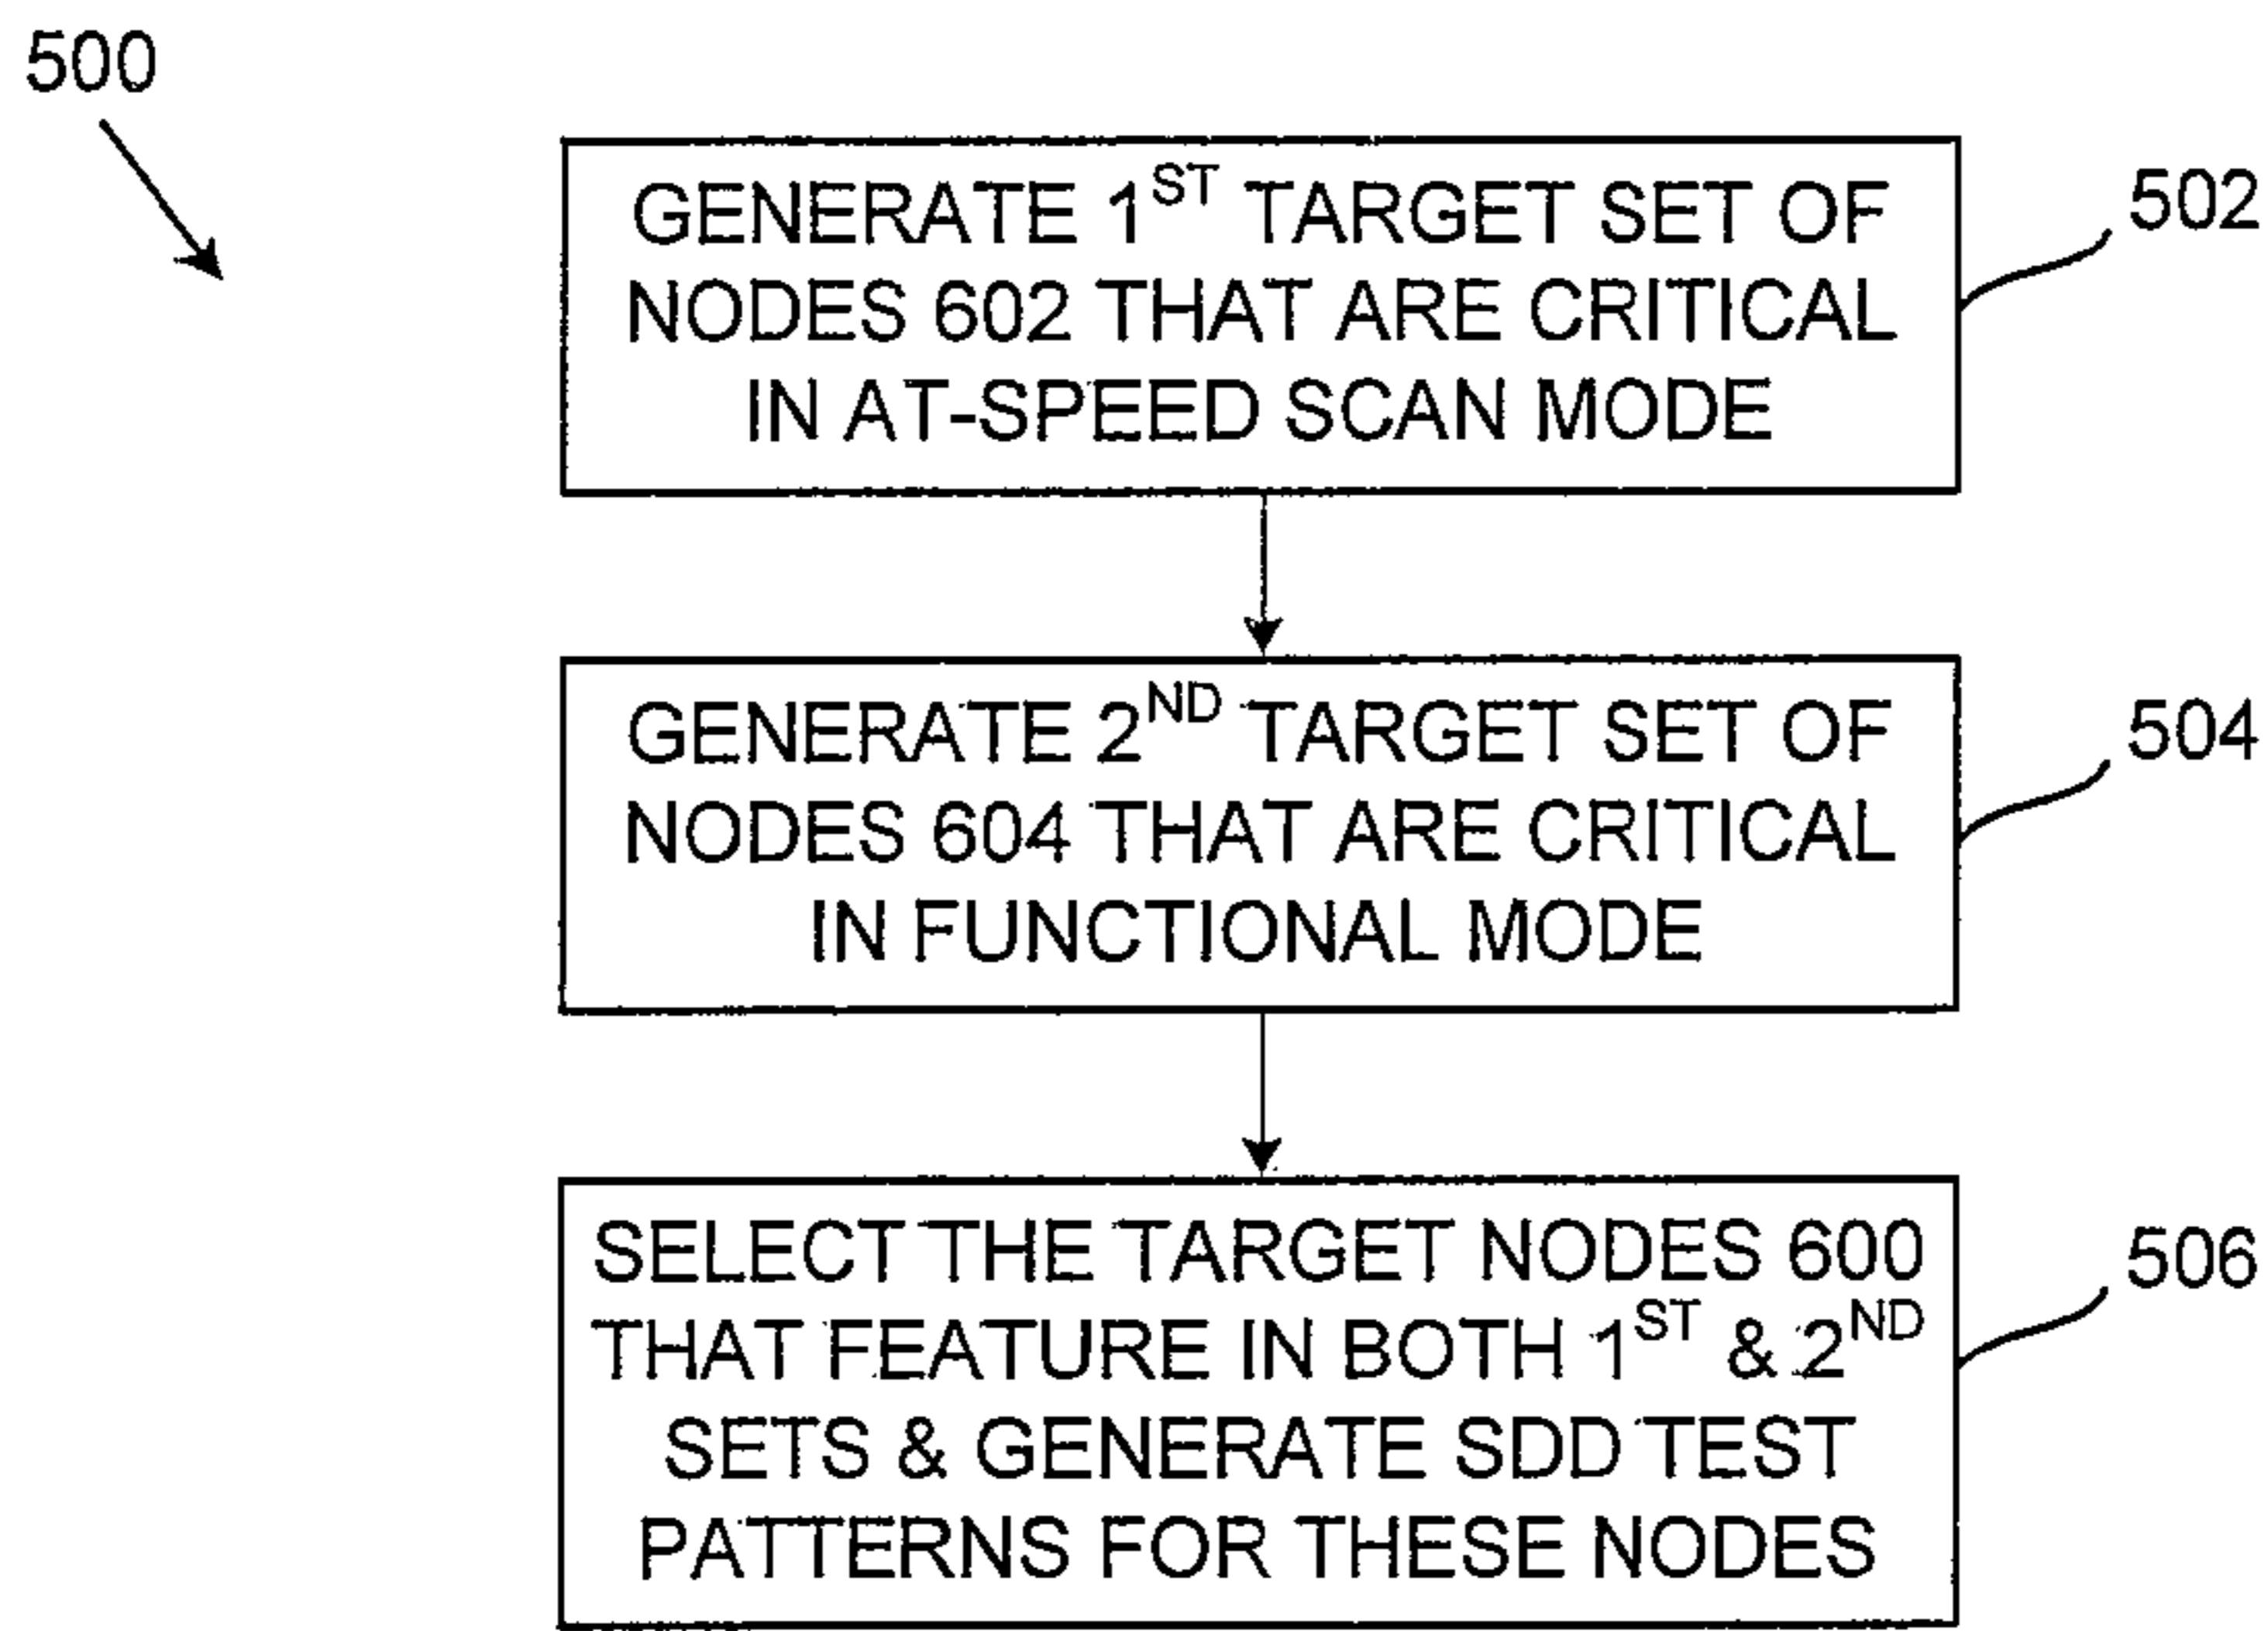 500
GENERATE 1ST TARGET SET OF
NODES 602 THAT ARE CRITICAL
IN AT-SPEED SCAN MODE
502
GENERATE 2ND TARGET SET OF
NODES 604 THAT ARE CRITICAL
IN FUNCTIONAL MODE
504
SELECT THE TARGET NODES 600
THAT FEATURE IN BOTH 1ST & 2ND
SETS & GENERATE SDD TEST
PATTERNS FOR THESE NODES
506